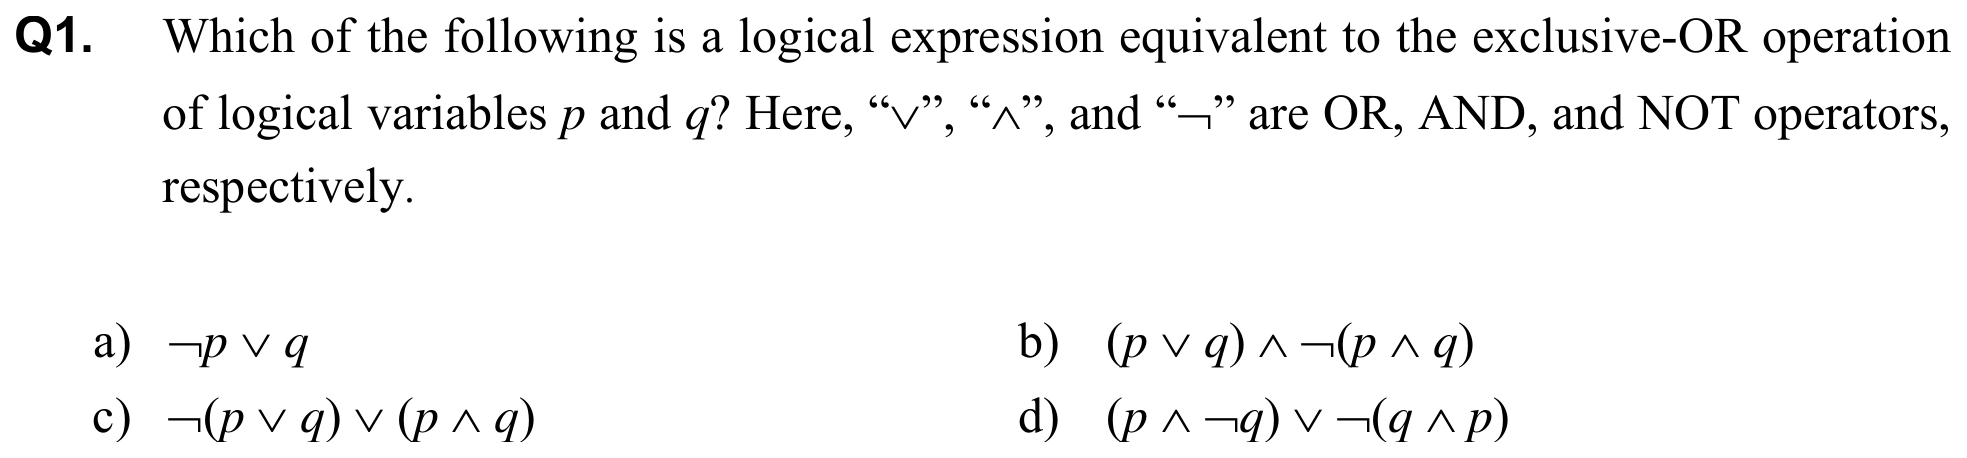 Q1. Which of the following is a logical expression equivalent to the exclusive-OR operation
of logical variables p and q? Here, “∨”, “∧”, and “¬” are OR, AND, and NOT operators,
respectively.
a) ¬p ∨ q
b) (p ∨ q) ∧ ¬(p ∧ q)
c) ¬(p ∨ q) ∨ (p ∧ q)
d) (p ∧ ¬q) ∨ ¬(q ∧ p)